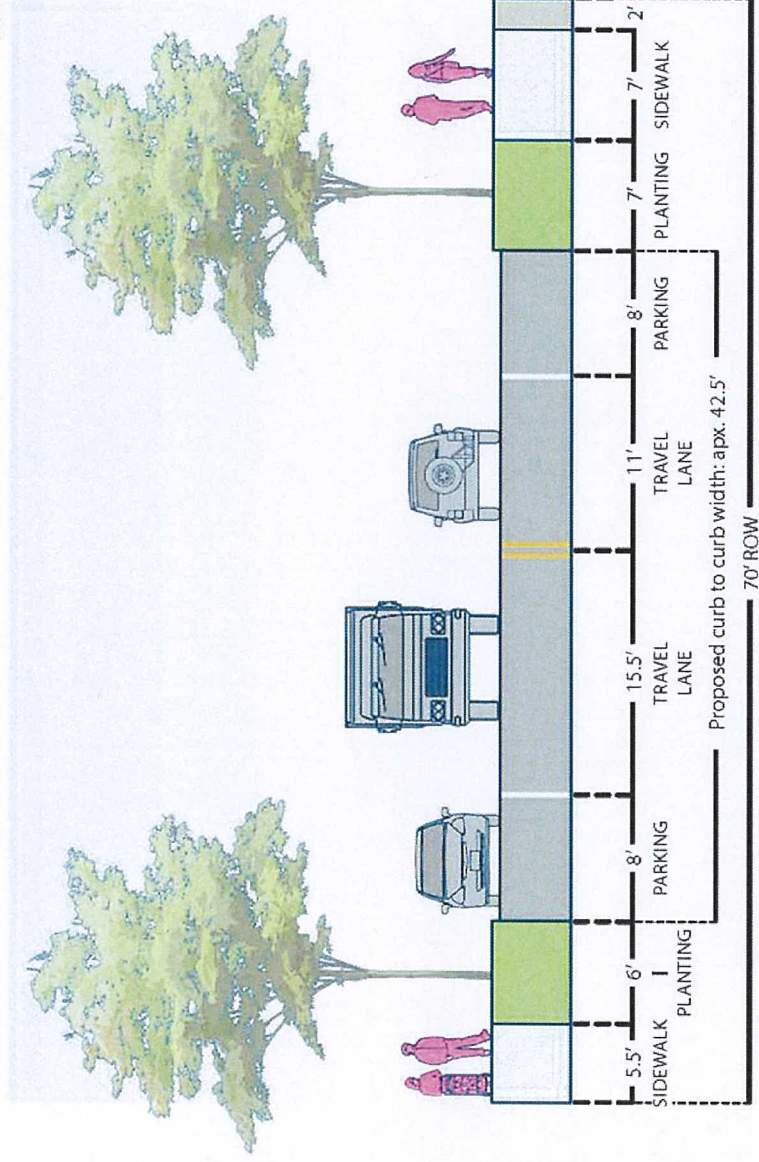 5.5' 6' 8' 15.5' 11' 8' 7' 7' 2'
SIDEWALK PLANTING PARKING TRAVEL LANE TRAVEL LANE PARKING PLANTING SIDEWALK
Proposed curb to curb width: apx. 42.5'
70' ROW